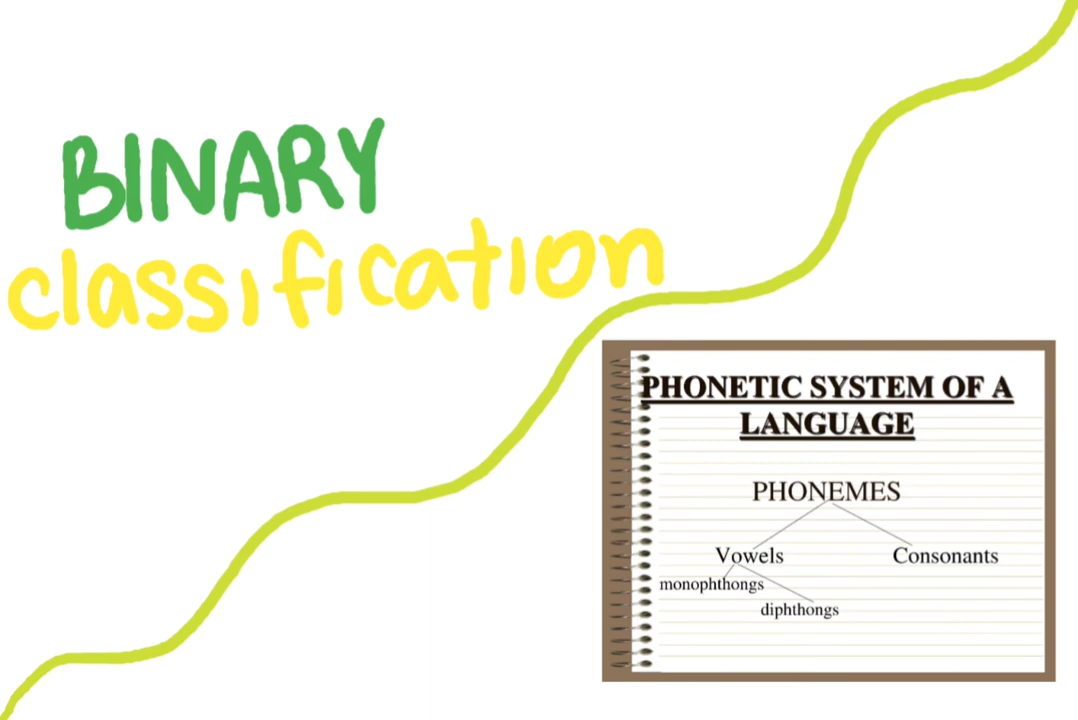 BINARY
classification
PHONETIC SYSTEM OF A
LANGUAGE
PHONEMES
Vowels Consonants
monophthongs
diphthongs